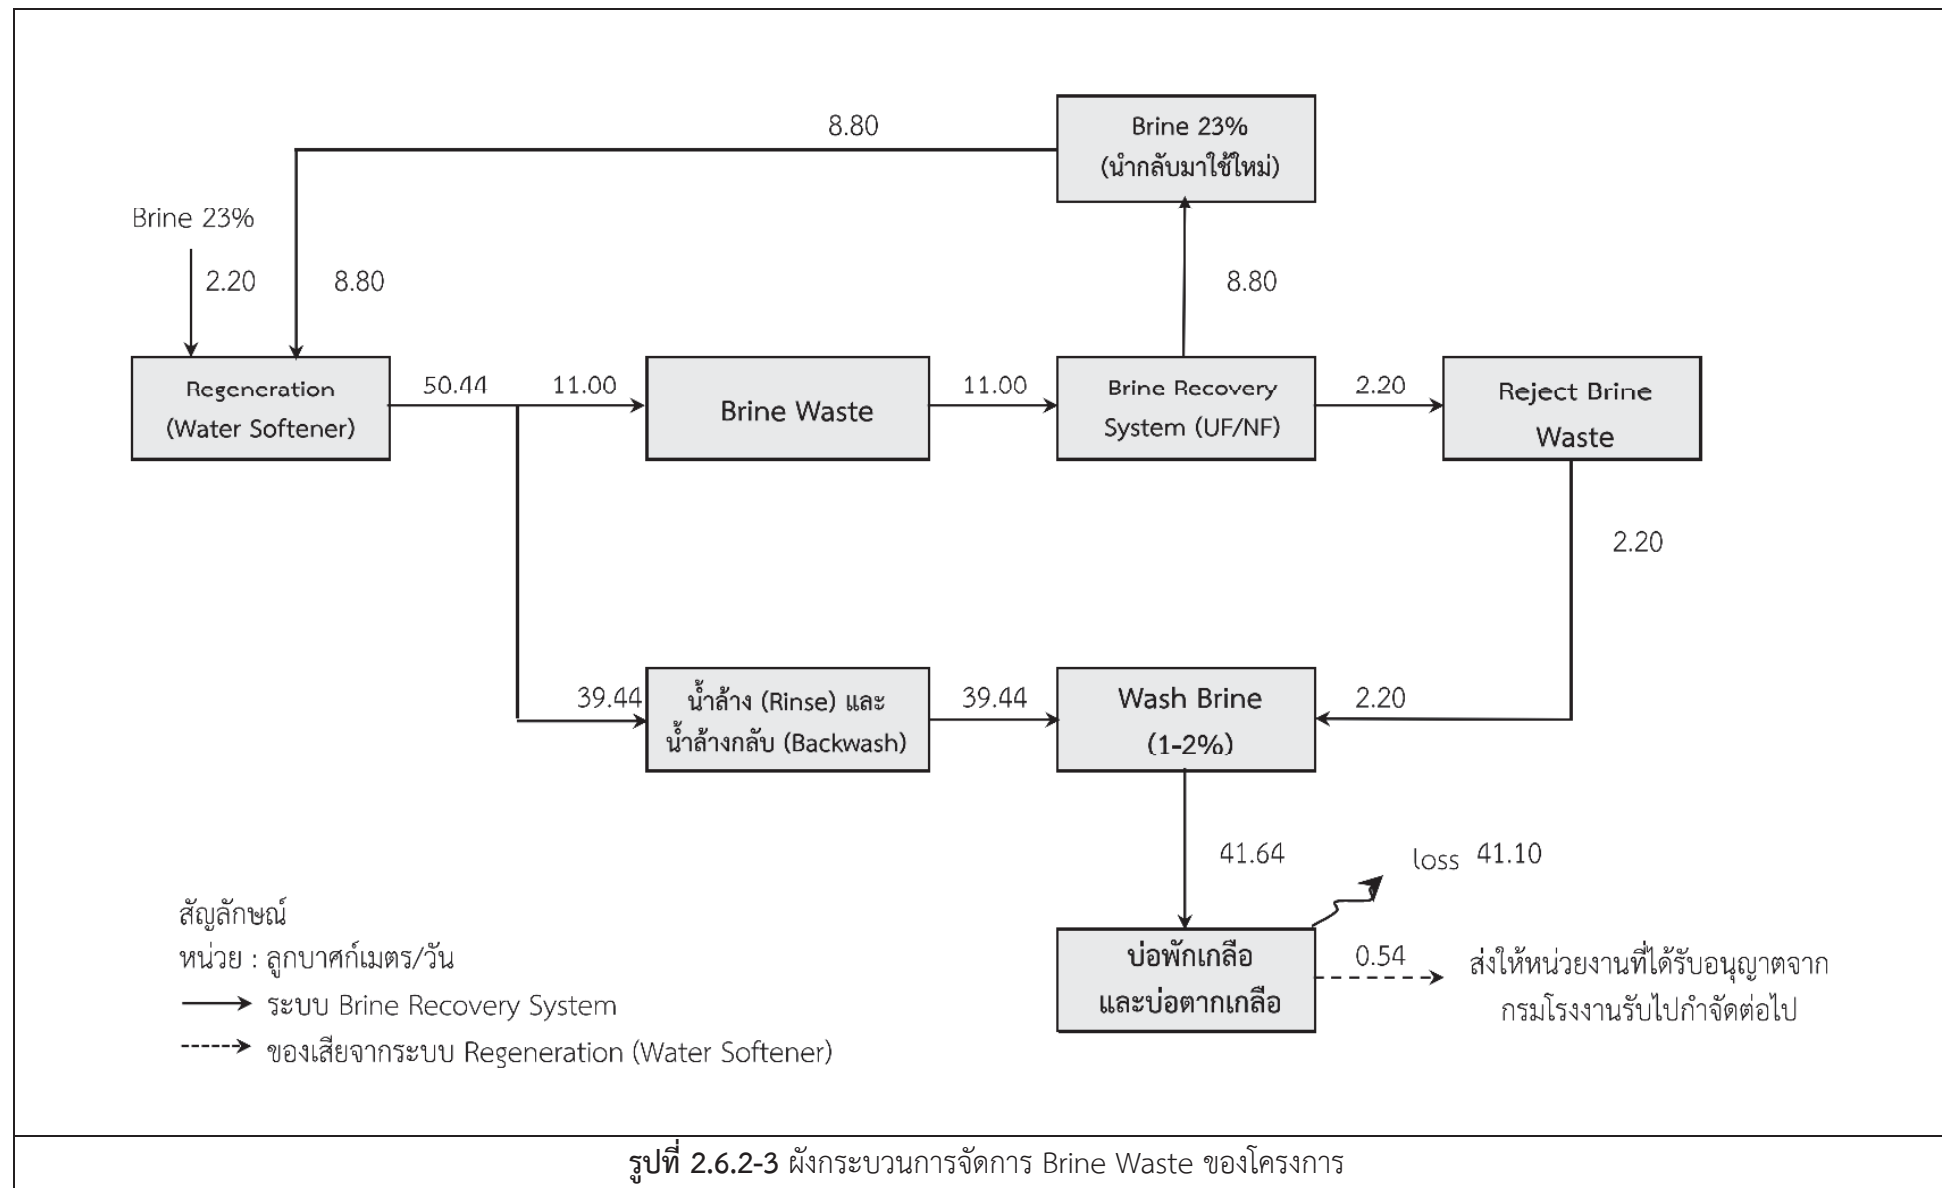 8.80
Brine 23%
(นำกลับมาใช้ใหม่)
Brine 23%
2.20
8.80
8.80
Regeneration
(Water Softener)
50.44
11.00
Brine Waste
11.00
Brine Recovery
System (UF/NF)
2.20
Reject Brine
Waste
2.20
39.44
น้ำล้าง (Rinse) และ
น้ำล้างกลับ (Backwash)
39.44
Wash Brine
(1-2%)
2.20
41.64
loss 41.10
บ่อพักเกลือ
และบ่อตากเกลือ
0.54
ส่งให้หน่วยงานที่ได้รับอนุญาตจาก
กรมโรงงานรับไปกำจัดต่อไป
สัญลักษณ์
หน่วย : ลูกบาศก์เมตร/วัน
ระบบ Brine Recovery System
ของเสียจากระบบ Regeneration (Water Softener)
รูปที่ 2.6.2-3 ผังกระบวนการจัดการ Brine Waste ของโครงการ